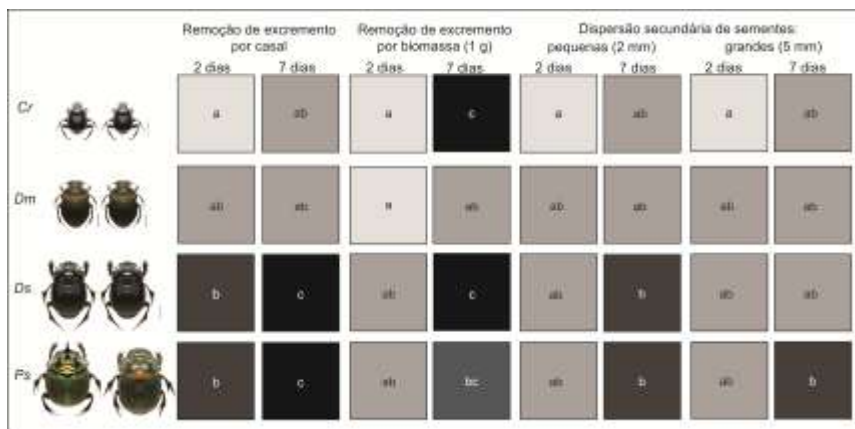 Remoção de excremento
por casal
Remoção de excremento
por biomassa (1 g)
Dispersão secundária de sementes:
pequenas (2 mm) grandes (5 mm)
2 dias 7 dias 2 dias 7 dias 2 dias 7 dias 2 dias 7 dias
Cr a ab a c a ab a ab
Dm ab ab a ab ab ab ab ab
Ds b c ab c ab b ab ab
Ps b c ab bc ab b ab b